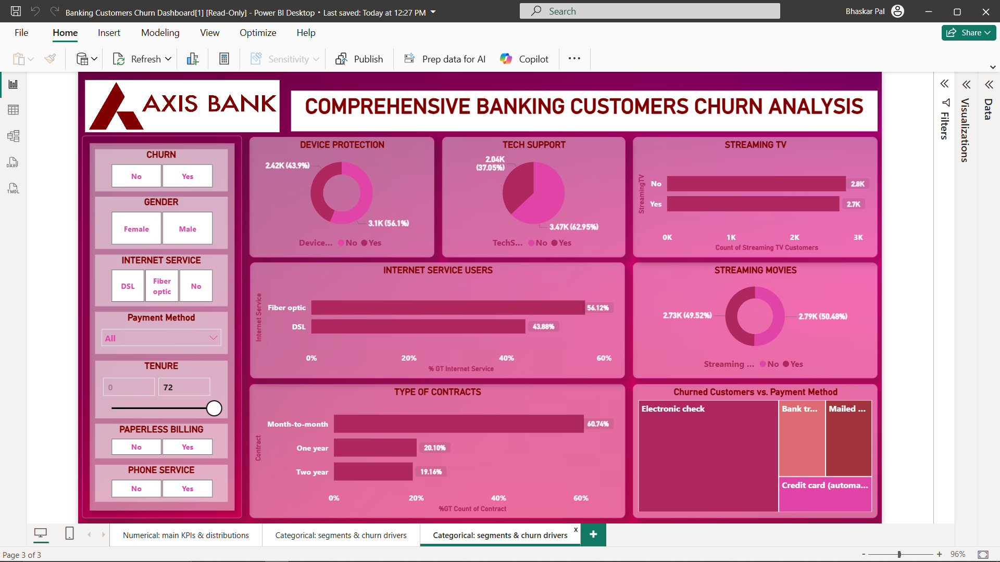 Banking Customers Churn Dashboard[1] [Read-Only] - Power BI Desktop • Last saved: Today at 12:27 PM
Search
Bhaskar Pal
File
Home
Insert
Modeling
View
Optimize
Help
Share
Refresh
Sensitivity
Publish
Prep data for AI
Copilot
DAX
TMDL
AXIS BANK
COMPREHENSIVE BANKING CUSTOMERS CHURN ANALYSIS
CHURN
No
Yes
GENDER
Female
Male
INTERNET SERVICE
DSL
Fiber
optic
No
Payment Method
All
TENURE
0
72
PAPERLESS BILLING
No
Yes
PHONE SERVICE
No
Yes
DEVICE PROTECTION
2.42K (43.9%)
3.1K (56.1%)
Device... No Yes
TECH SUPPORT
2.04K
(37.05%)
3.47K (62.95%)
TechS... No Yes
STREAMING TV
StreamingTV
No
2.8K
Yes
2.7K
0K
1K
2K
3K
Count of Streaming TV Customers
INTERNET SERVICE USERS
Internet Service
Fiber optic
56.12%
DSL
43.88%
0%
20%
40%
60%
% GT Internet Service
STREAMING MOVIES
2.73K (49.52%)
2.79K (50.48%)
Streaming ... No Yes
TYPE OF CONTRACTS
Contract
Month-to-month
60.74%
One year
20.10%
Two year
19.16%
0%
20%
40%
60%
%GT Count of Contract
Churned Customers vs. Payment Method
Electronic check
Bank tr...
Mailed ...
Credit card (automa...
Filters
Visualizations
Data
Numerical: main KPIs & distributions
Categorical: segments & churn drivers
Categorical: segments & churn drivers
x
+
Page 3 of 3
- +
96%